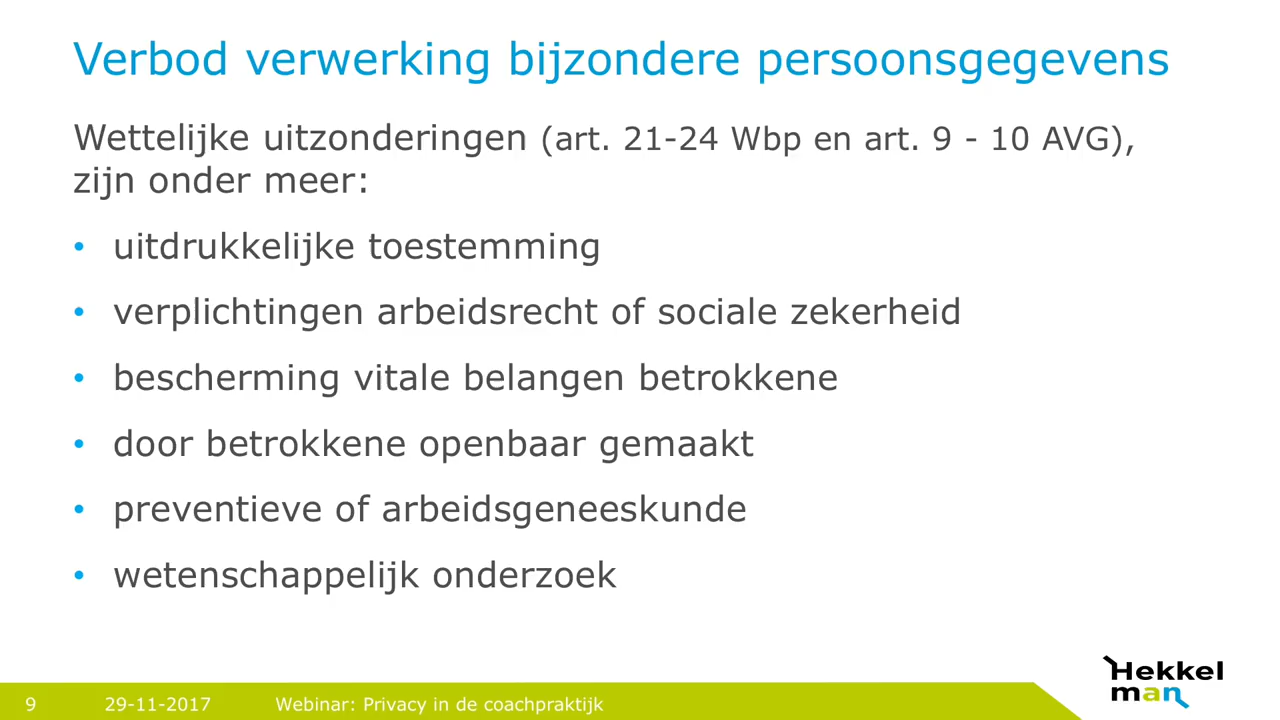 Verbod verwerking bijzondere persoonsgegevens
Wettelijke uitzonderingen (art. 21-24 Wbp en art. 9 - 10 AVG),
zijn onder meer:
• uitdrukkelijke toestemming
• verplichtingen arbeidsrecht of sociale zekerheid
• bescherming vitale belangen betrokkene
• door betrokkene openbaar gemaakt
• preventieve of arbeidsgeneeskunde
• wetenschappelijk onderzoek
Hekkel
man
9 29-11-2017 Webinar: Privacy in de coachpraktijk